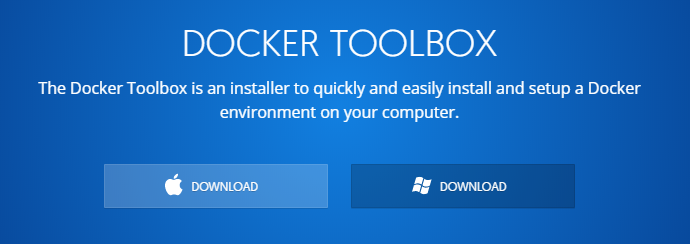 DOCKER TOOLBOX
The Docker Toolbox is an installer to quickly and easily install and setup a Docker
environment on your computer.
DOWNLOAD
DOWNLOAD